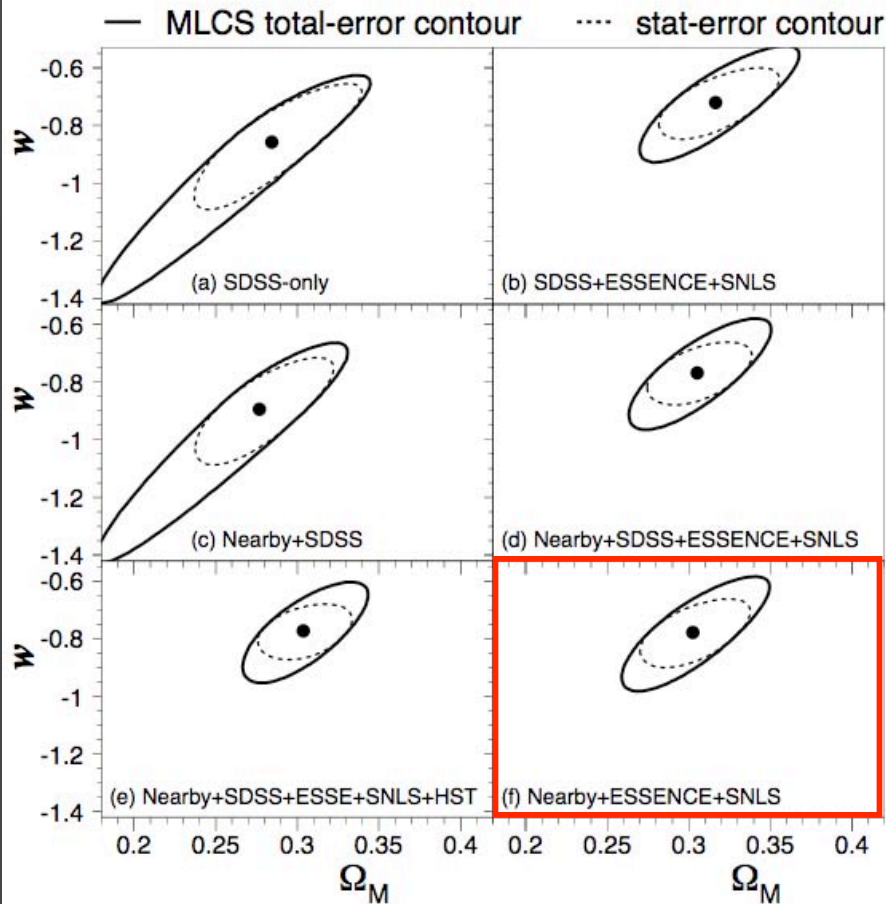 MLCS total-error contour stat-error contour
w
-0.6
-0.8
-1
-1.2
-1.4
(a) SDSS-only
(b) SDSS+ESSENCE+SNLS
w
-0.6
-0.8
-1
-1.2
-1.4
(c) Nearby+SDSS
(d) Nearby+SDSS+ESSENCE+SNLS
w
-0.6
-0.8
-1
-1.2
-1.4
(e) Nearby+SDSS+ESSE+SNLS+HST
(f) Nearby+ESSENCE+SNLS
0.2 0.25 0.3 0.35 0.4
0.2 0.25 0.3 0.35 0.4
Ω_M
Ω_M